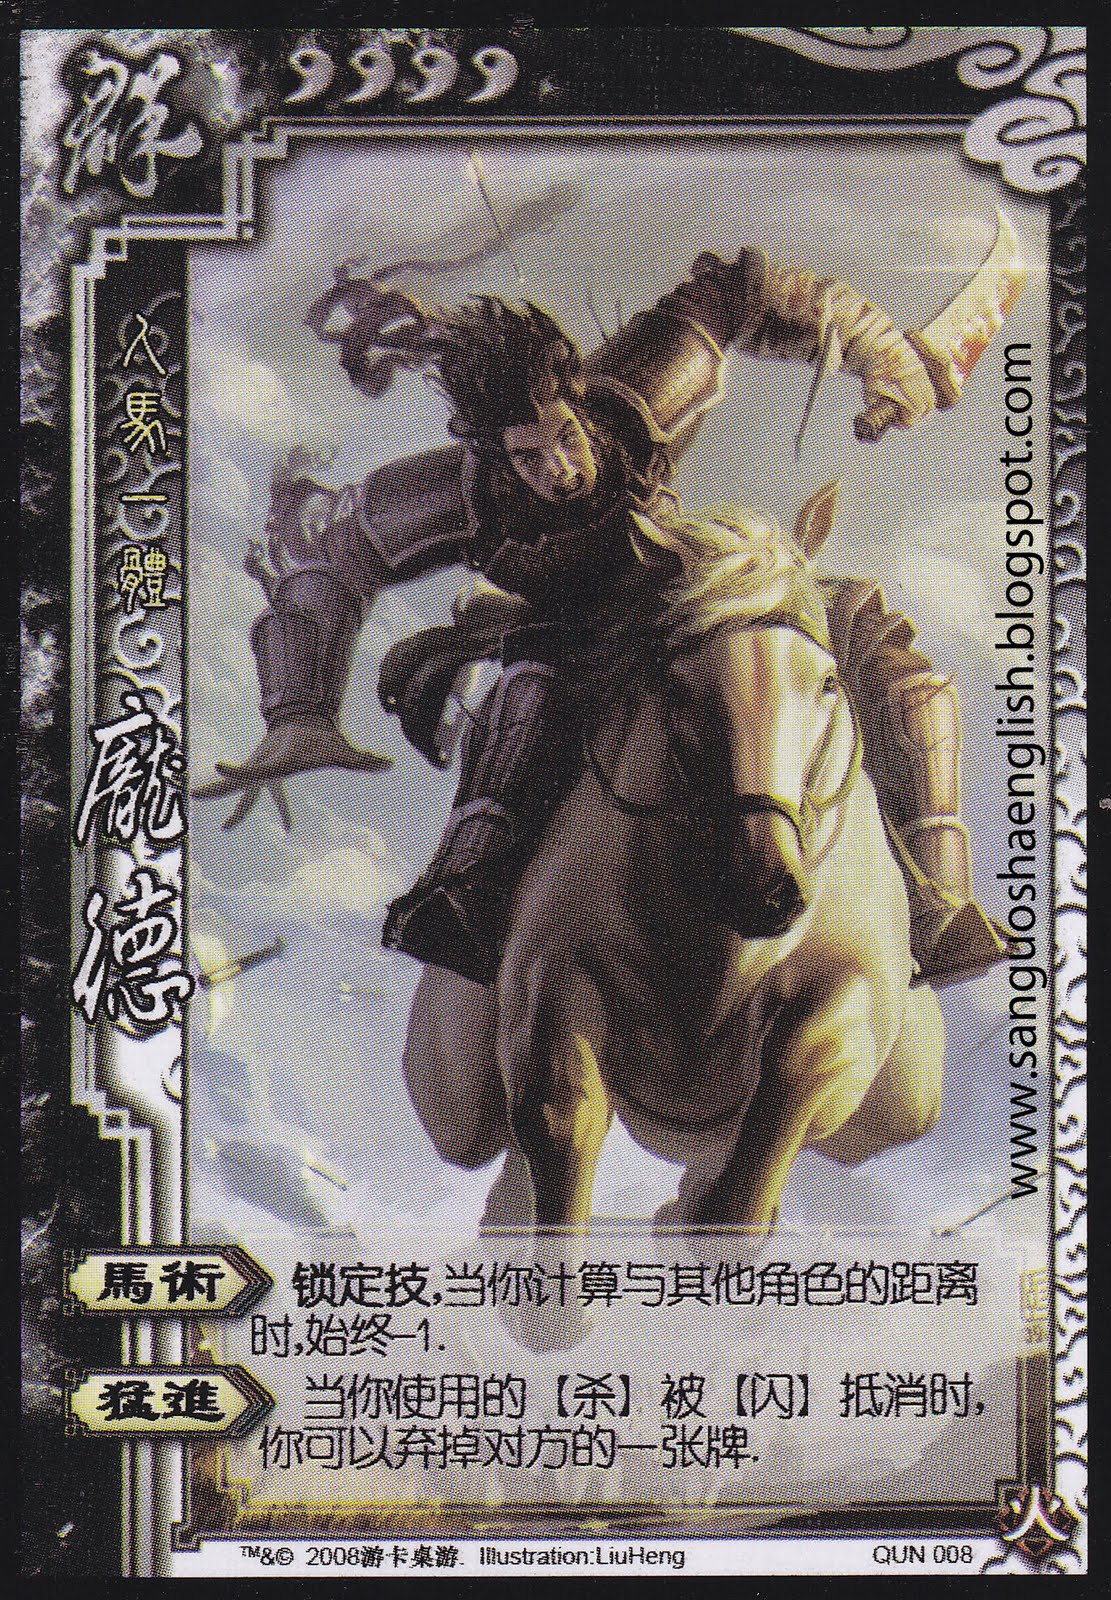 群
人馬一體
龐德
馬術
锁定技,当你计算与其他角色的距离
时,始终-1.
猛進
当你使用的【杀】被【闪】抵消时,
你可以弃掉对方的一张牌.
火
™&© 2008游卡桌游. Illustration:LiuHeng
QUN 008
www.sanguoshaenglish.blogspot.com